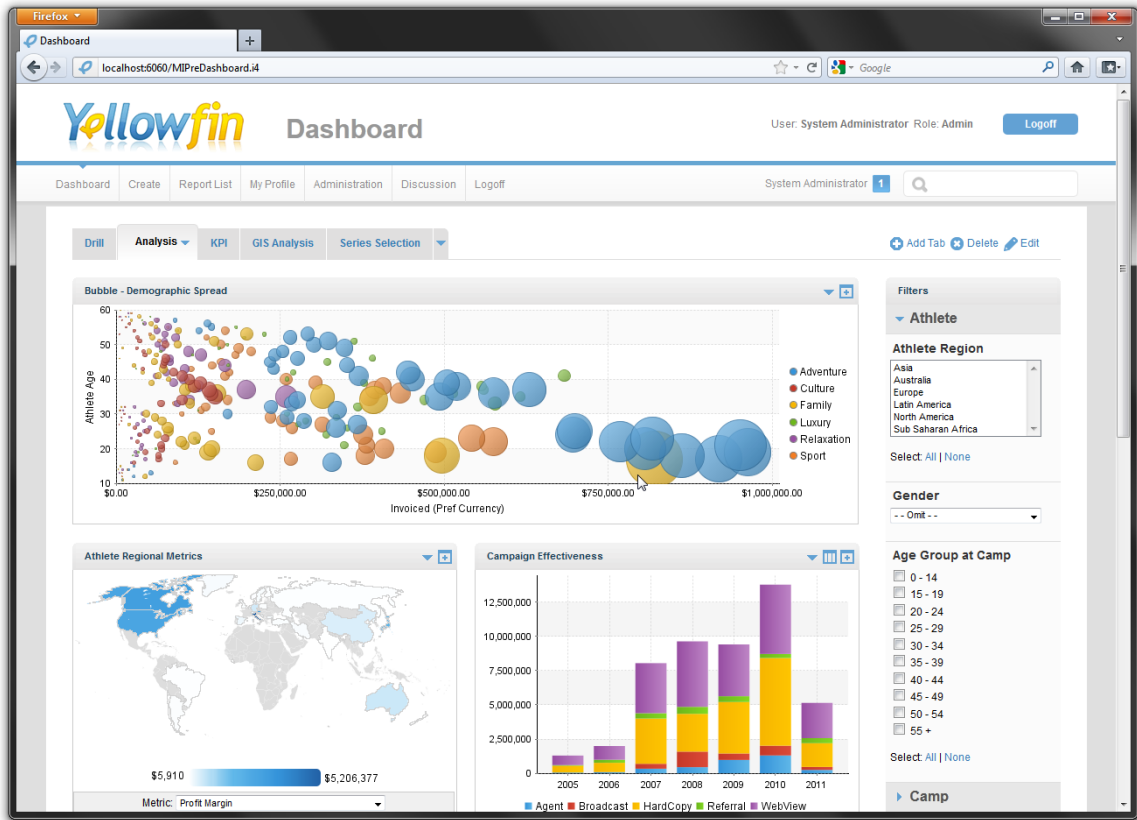 Firefox
Dashboard
localhost:6060/MIPreDashboard.i4
Google
Yellowfin Dashboard
User: System Administrator Role: Admin Logoff
Dashboard Create Report List My Profile Administration Discussion Logoff System Administrator 1
Drill Analysis KPI GIS Analysis Series Selection Add Tab Delete Edit
Bubble - Demographic Spread
60
50
40
30
20
10
Athlete Age
$0.00 $250,000.00 $500,000.00 $750,000.00 $1,000,000.00
Invoiced (Pref Currency)
Adventure
Culture
Family
Luxury
Relaxation
Sport
Filters
Athlete
Athlete Region
Asia
Australia
Europe
Latin America
North America
Sub Saharan Africa
Select: All | None
Gender
- - Omit - -
Age Group at Camp
0 - 14
15 - 19
20 - 24
25 - 29
30 - 34
35 - 39
40 - 44
45 - 49
50 - 54
55 +
Select: All | None
Camp
Athlete Regional Metrics
$5,910 $5,206,377
Metric: Profit Margin
Campaign Effectiveness
12,500,000
10,000,000
7,500,000
5,000,000
2,500,000
0
2005 2006 2007 2008 2009 2010 2011
Agent Broadcast HardCopy Referral WebView